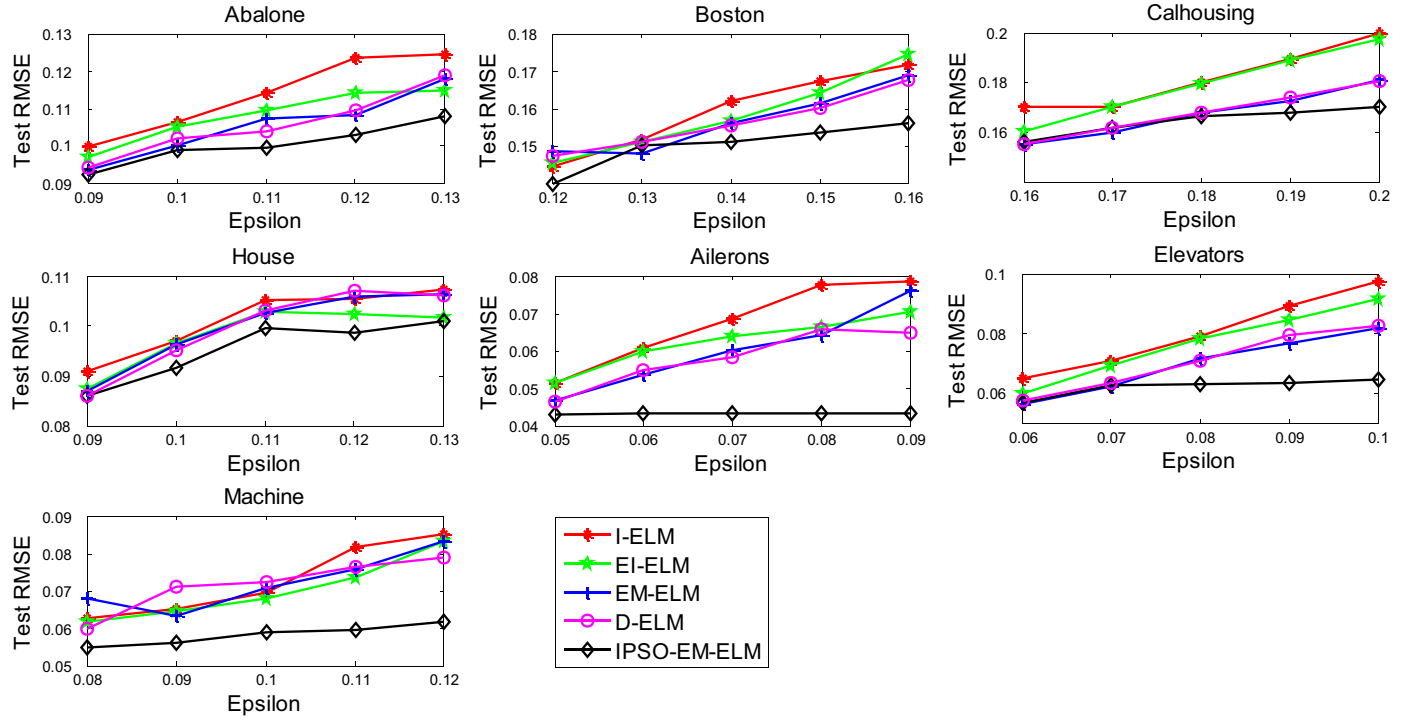 Abalone
Test RMSE
0.13
0.12
0.11
0.1
0.09
0.09
0.1
0.11
0.12
0.13
Epsilon
Boston
Test RMSE
0.18
0.17
0.16
0.15
0.14
0.12
0.13
0.14
0.15
0.16
Epsilon
Calhousing
Test RMSE
0.2
0.18
0.16
0.16
0.17
0.18
0.19
0.2
Epsilon
House
Test RMSE
0.11
0.1
0.09
0.08
0.09
0.1
0.11
0.12
0.13
Epsilon
Ailerons
Test RMSE
0.08
0.07
0.06
0.05
0.04
0.05
0.06
0.07
0.08
0.09
Epsilon
Elevators
Test RMSE
0.1
0.08
0.06
0.06
0.07
0.08
0.09
0.1
Epsilon
Machine
Test RMSE
0.09
0.08
0.07
0.06
0.05
0.08
0.09
0.1
0.11
0.12
Epsilon
I-ELM
EI-ELM
EM-ELM
D-ELM
IPSO-EM-ELM